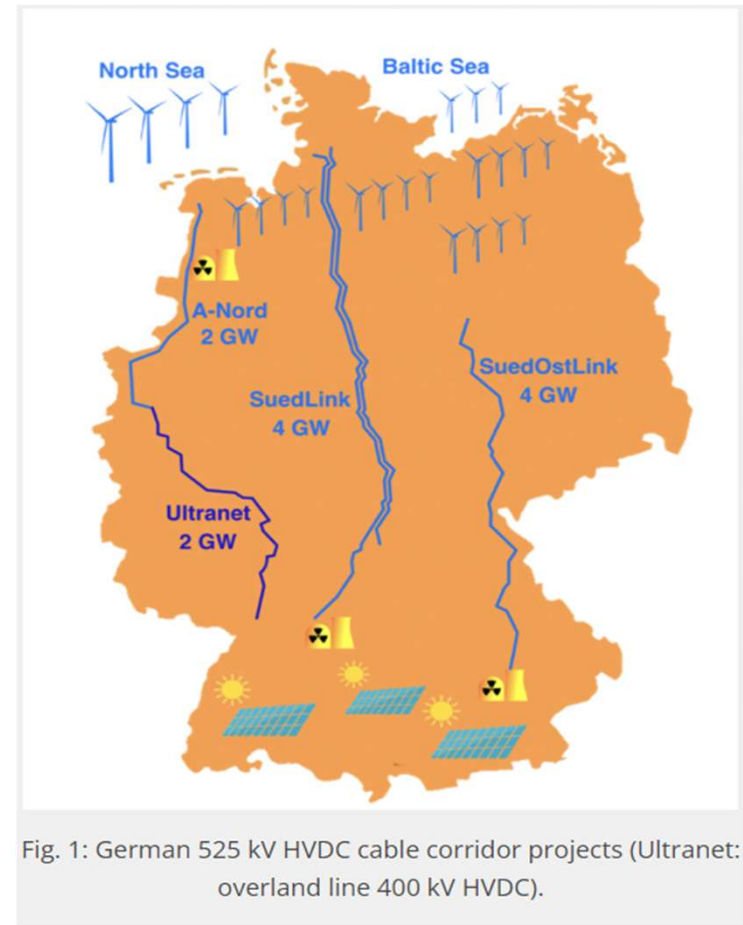 North Sea
Baltic Sea
A-Nord
2 GW
SuedLink
4 GW
SuedOstLink
4 GW
Ultranet
2 GW
Fig. 1: German 525 kV HVDC cable corridor projects (Ultranet:
overland line 400 kV HVDC).